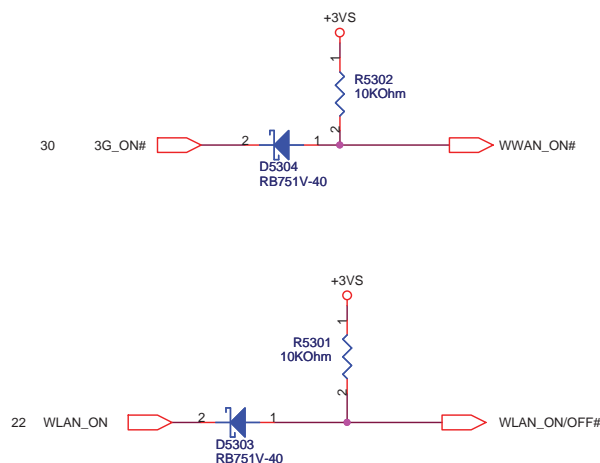 +3VS
1
R5302
10KOhm
2
30 3G_ON# 2 1 WWAN_ON#
D5304
RB751V-40
+3VS
1
R5301
10KOhm
2
22 WLAN_ON 2 1 WLAN_ON/OFF#
D5303
RB751V-40